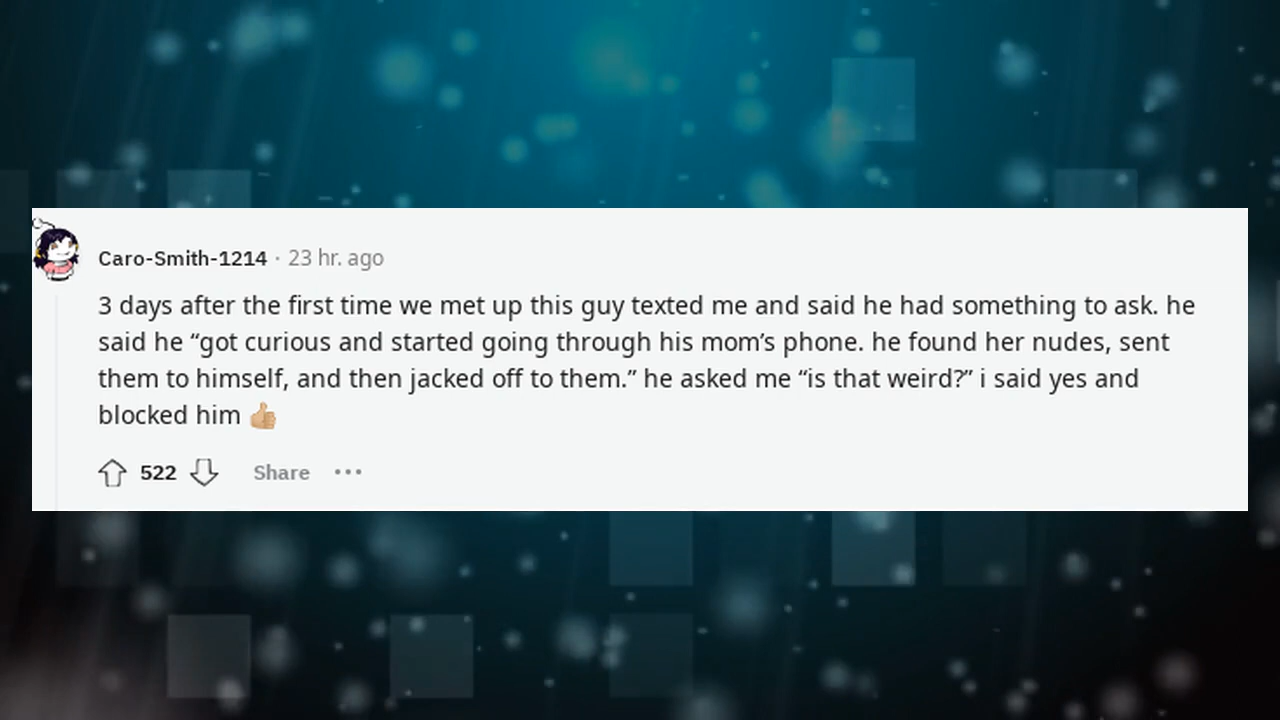 Caro-Smith-1214 · 23 hr. ago
3 days after the first time we met up this guy texted me and said he had something to ask. he
said he “got curious and started going through his mom’s phone. he found her nudes, sent
them to himself, and then jacked off to them.” he asked me “is that weird?” i said yes and
blocked him 👍🏼
522 Share •••